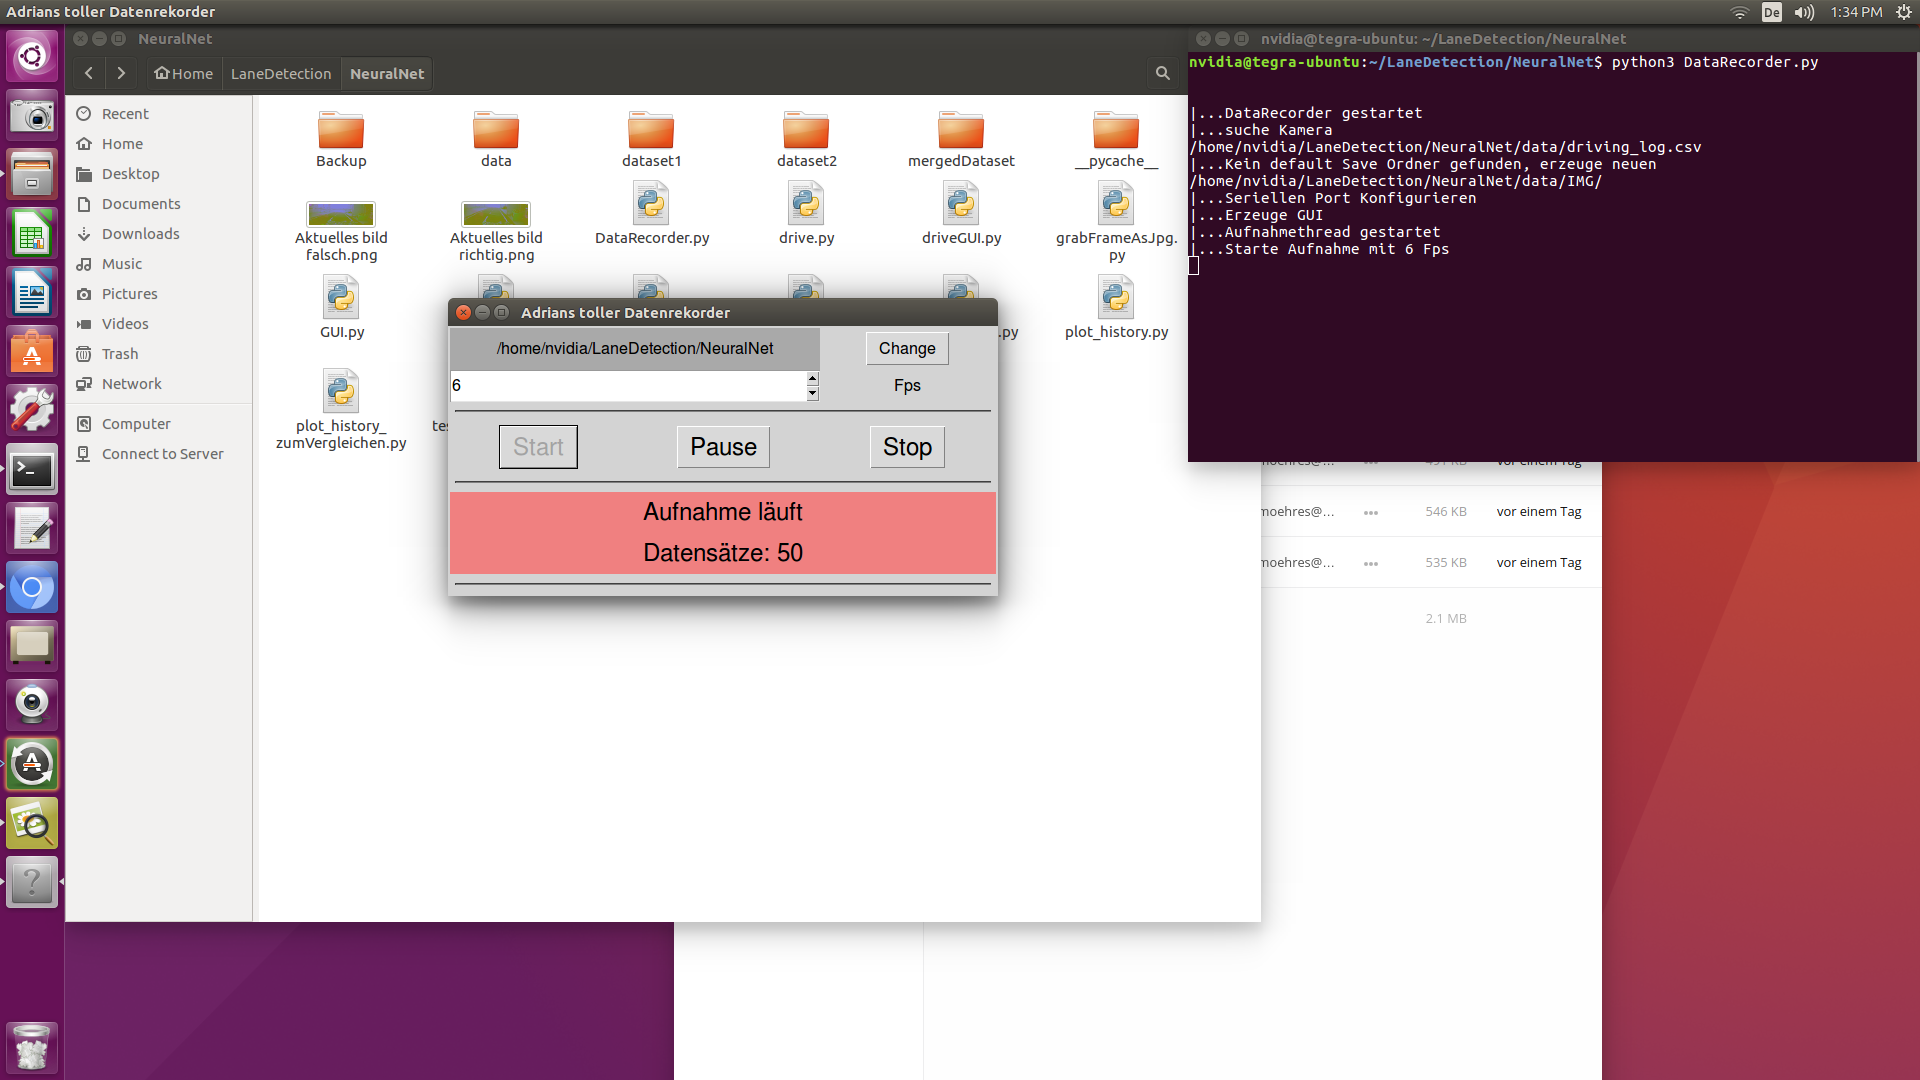 Adrians toller Datenrekorder
De
1:34 PM
NeuralNet
Home
LaneDetection
NeuralNet
Recent
Home
Desktop
Documents
Downloads
Music
Pictures
Videos
Trash
Network
Computer
Connect to Server
Backup
data
dataset1
dataset2
mergedDataset
__pycache__
Aktuelles bild
falsch.png
Aktuelles bild
richtig.png
DataRecorder.py
drive.py
driveGUI.py
grabFrameAsJpg.
py
GUI.py
.py
plot_history.py
plot_history_
zumVergleichen.py
Adrians toller Datenrekorder
/home/nvidia/LaneDetection/NeuralNet
Change
6
Fps
Start
Pause
Stop
Aufnahme läuft
Datensätze: 50
nvidia@tegra-ubuntu: ~/LaneDetection/NeuralNet
nvidia@tegra-ubuntu:~/LaneDetection/NeuralNet$ python3 DataRecorder.py
|...DataRecorder gestartet
|...suche Kamera
/home/nvidia/LaneDetection/NeuralNet/data/driving_log.csv
|...Kein default Save Ordner gefunden, erzeuge neuen
/home/nvidia/LaneDetection/NeuralNet/data/IMG/
|...Seriellen Port Konfigurieren
|...Erzeuge GUI
|...Aufnahmethread gestartet
|...Starte Aufnahme mit 6 Fps
vor einem Tag
moehres@... ••• 546 KB vor einem Tag
moehres@... ••• 535 KB vor einem Tag
2.1 MB